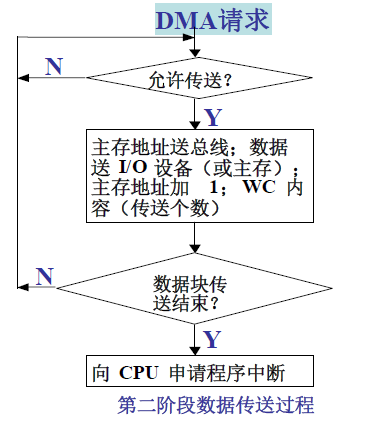 DMA请求
N
允许传送？
Y
主存地址送总线；数据
送 I/O 设备（或主存）；
主存地址加 1；WC 内
容（传送个数）
N
数据块传
送结束？
Y
向 CPU 申请程序中断
第二阶段数据传送过程